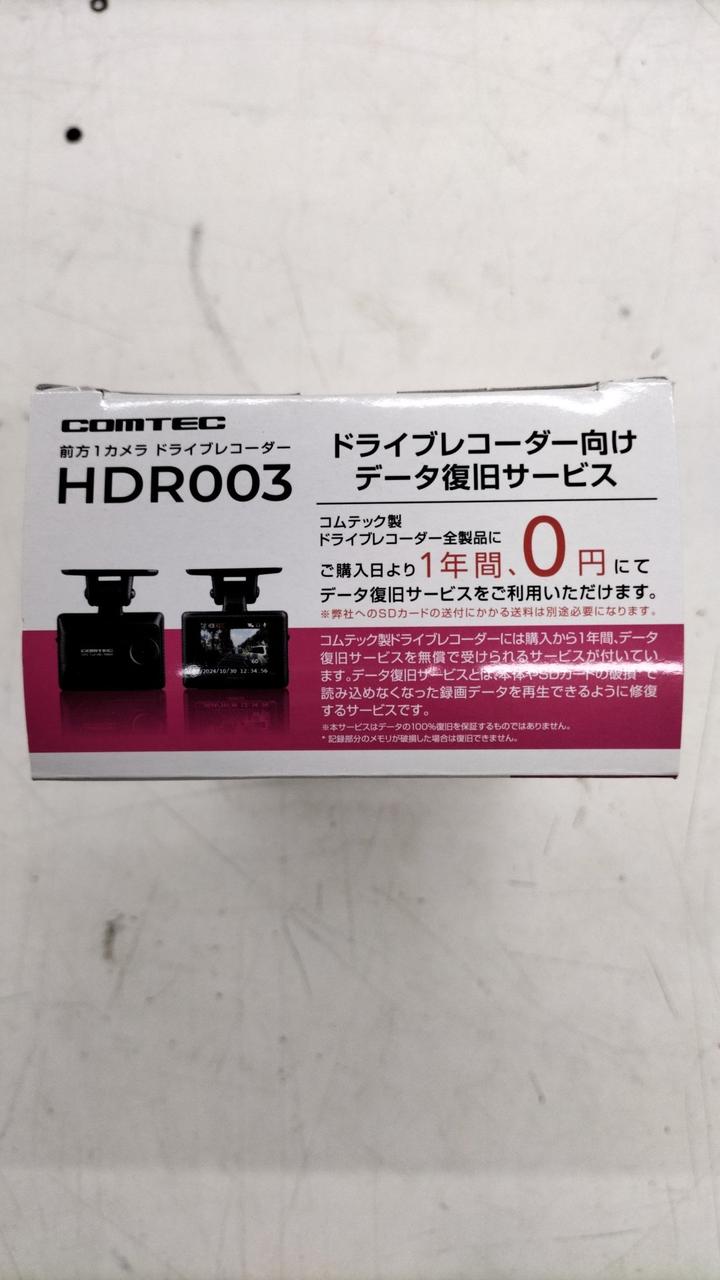 COMTEC
前方1カメラ ドライブレコーダー
HDR003
ドライブレコーダー向け
データ復旧サービス
コムテック製
ドライブレコーダー全製品に
ご購入日より1年間、0円にて
データ復旧サービスをご利用いただけます。
※弊社へのSDカードの送付にかかる送料は別途必要になります。
COMTEC
2024/10/30 12:34.56
コムテック製ドライブレコーダーには購入から1年間、データ
復旧サービスを無償で受けられるサービスが付いてい
ます。データ復旧サービスとは、本体やSDカードの破損*で
読み込めなくなった録画データを再生できるように修復
するサービスです。
※本サービスはデータの100%復旧を保証するものではありません。
* 記録部分のメモリが破損した場合は復旧できません。